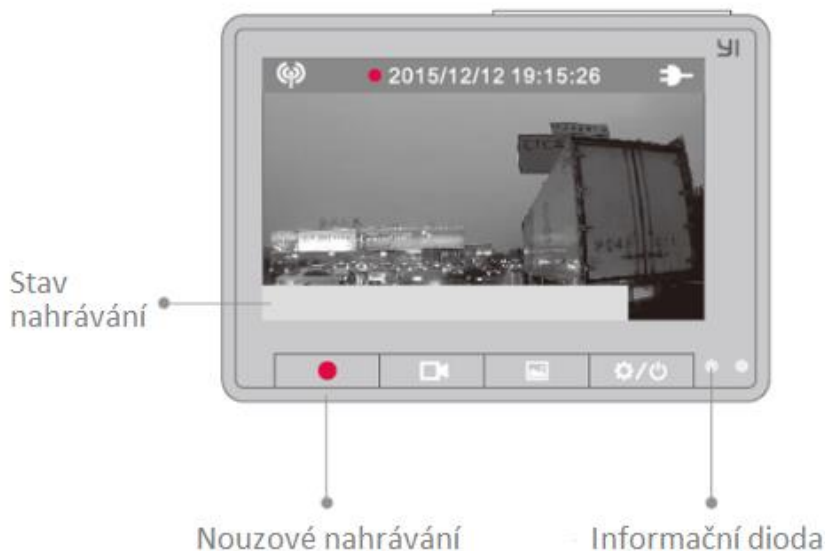 YI
2015/12/12 19:15:26
Stav
nahrávání
Nouzové nahrávání
Informační dioda